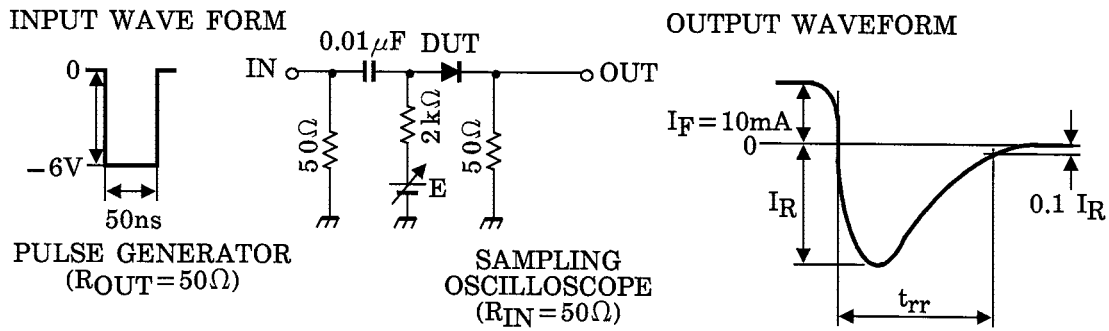 INPUT WAVE FORM
0
−6V
50ns
PULSE GENERATOR
(ROUT=50Ω)
0.01μF DUT
IN
OUT
50Ω
2kΩ
E
50Ω
SAMPLING
OSCILLOSCOPE
(RIN=50Ω)
OUTPUT WAVEFORM
IF=10mA
0
IR
0.1 IR
trr